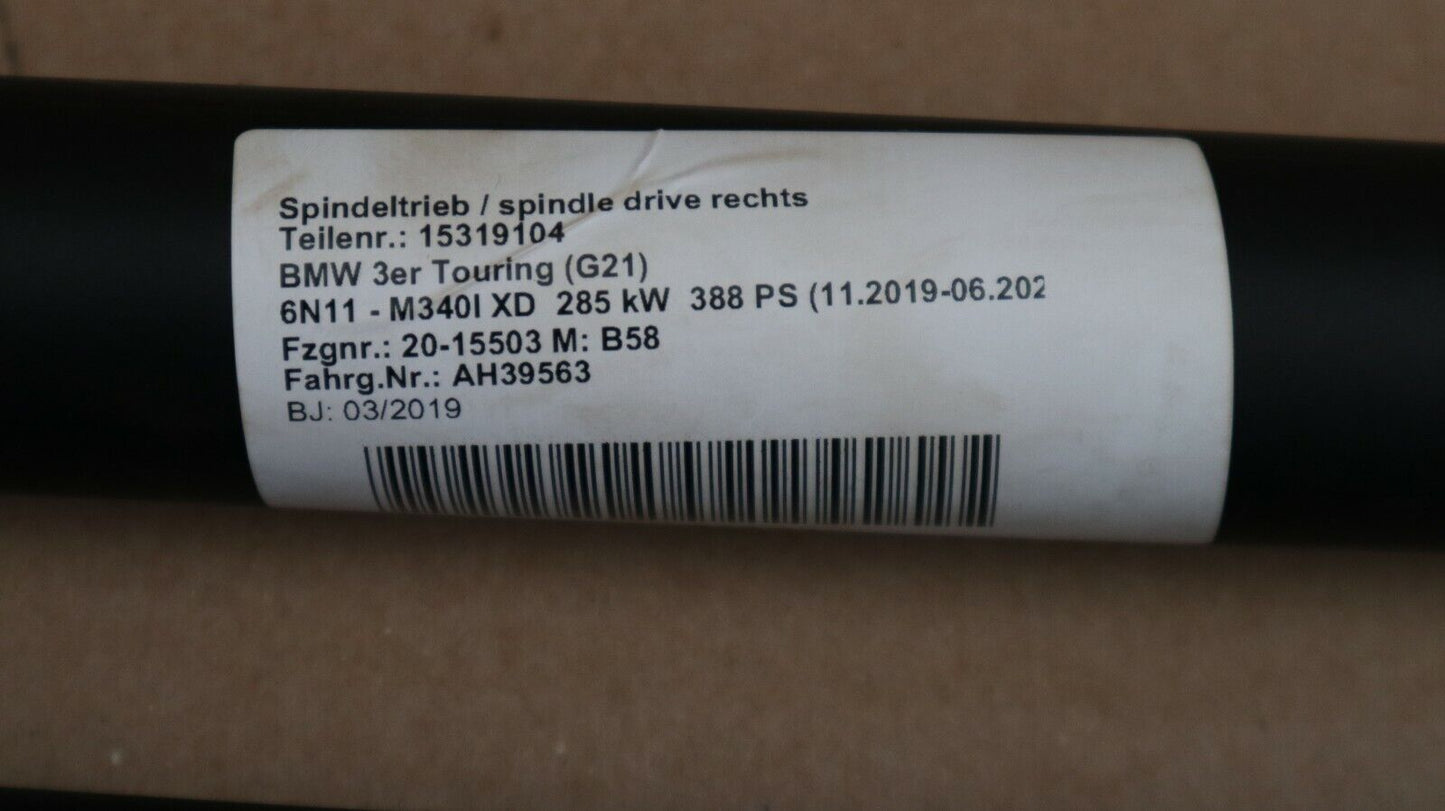 Spindeltrieb / spindle drive rechts
Teilenr.: 15319104
BMW 3er Touring (G21)
6N11 - M340I XD 285 kW 388 PS (11.2019-06.202
Fzgnr.: 20-15503 M: B58
Fahrg.Nr.: AH39563
BJ: 03/2019